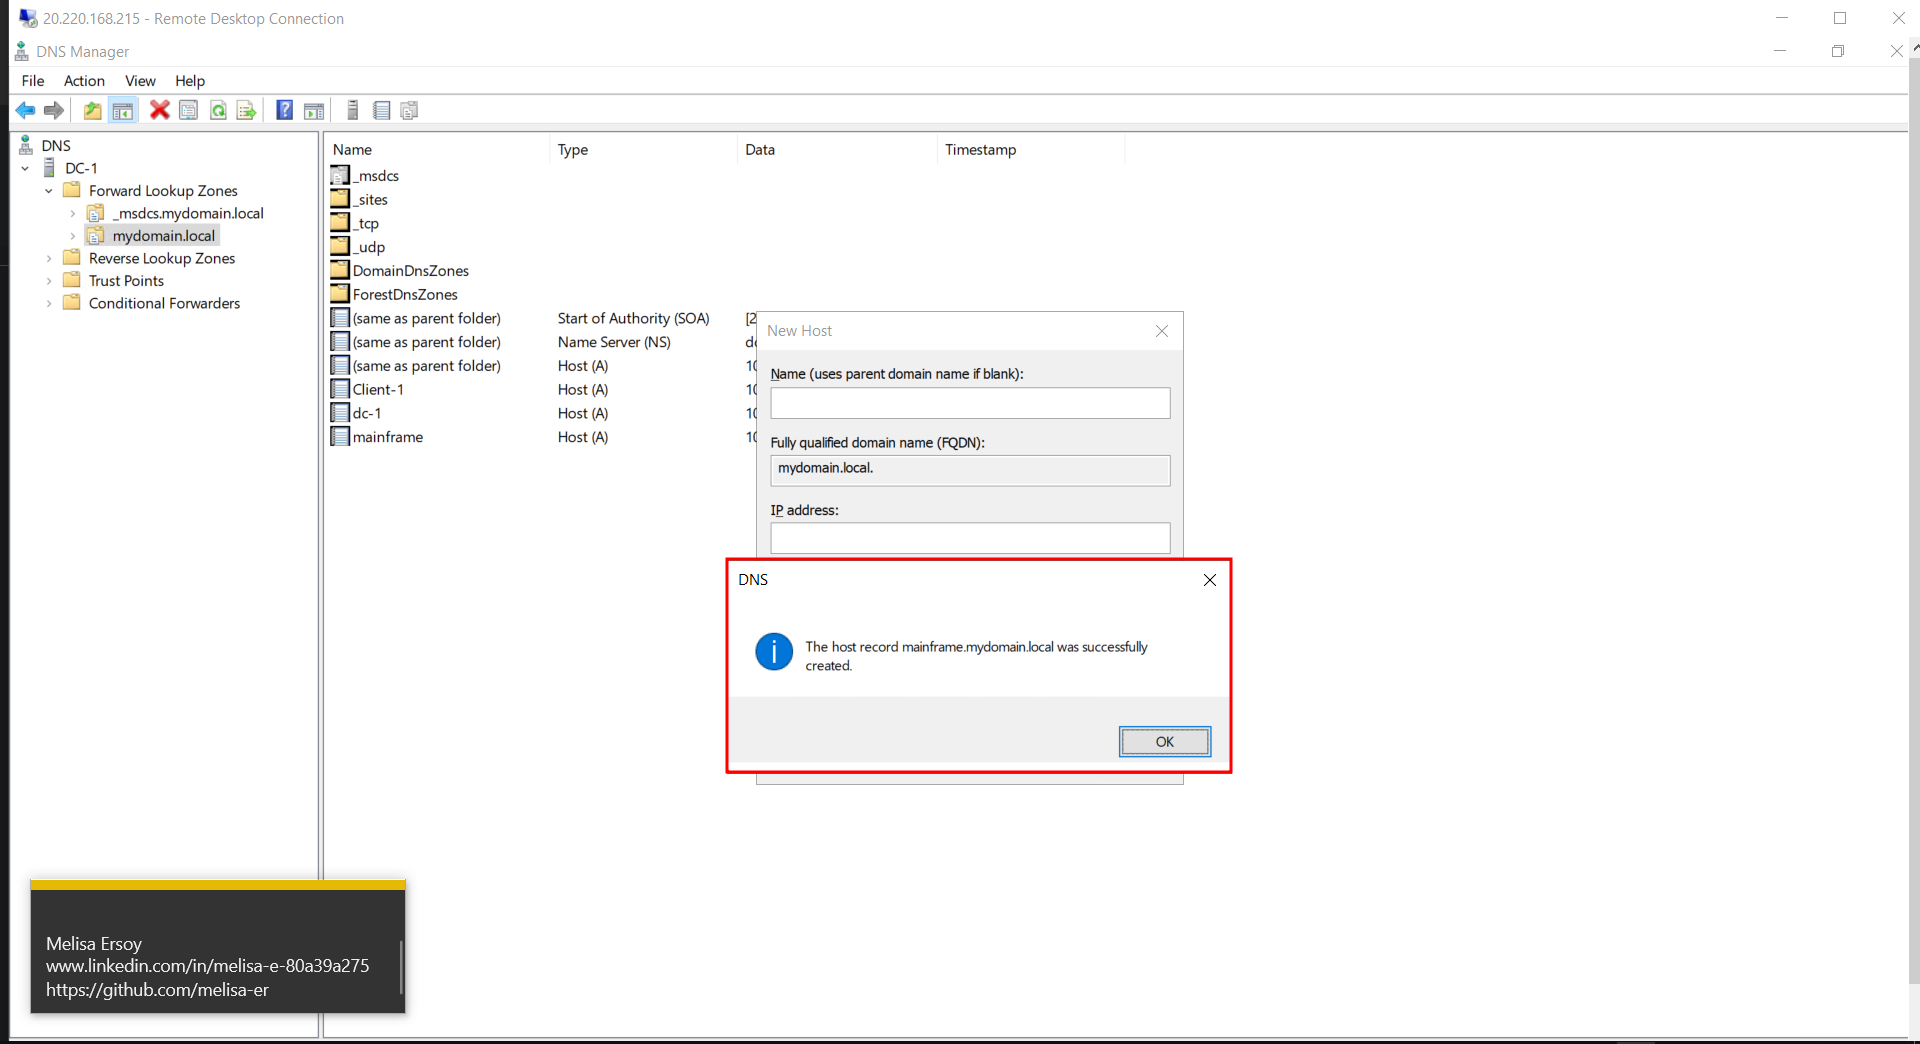 20.220.168.215 - Remote Desktop Connection
DNS Manager
File Action View Help
DNS
DC-1
Forward Lookup Zones
_msdcs.mydomain.local
mydomain.local
Reverse Lookup Zones
Trust Points
Conditional Forwarders
Name Type Data Timestamp
_msdcs
_sites
_tcp
_udp
DomainDnsZones
ForestDnsZones
(same as parent folder) Start of Authority (SOA) [2
(same as parent folder) Name Server (NS) dc
(same as parent folder) Host (A) 10
Client-1 Host (A) 10
dc-1 Host (A) 10
mainframe Host (A) 10
New Host
Name (uses parent domain name if blank):
Fully qualified domain name (FQDN):
mydomain.local.
IP address:
DNS
The host record mainframe.mydomain.local was successfully
created.
OK
Melisa Ersoy
www.linkedin.com/in/melisa-e-80a39a275
https://github.com/melisa-er